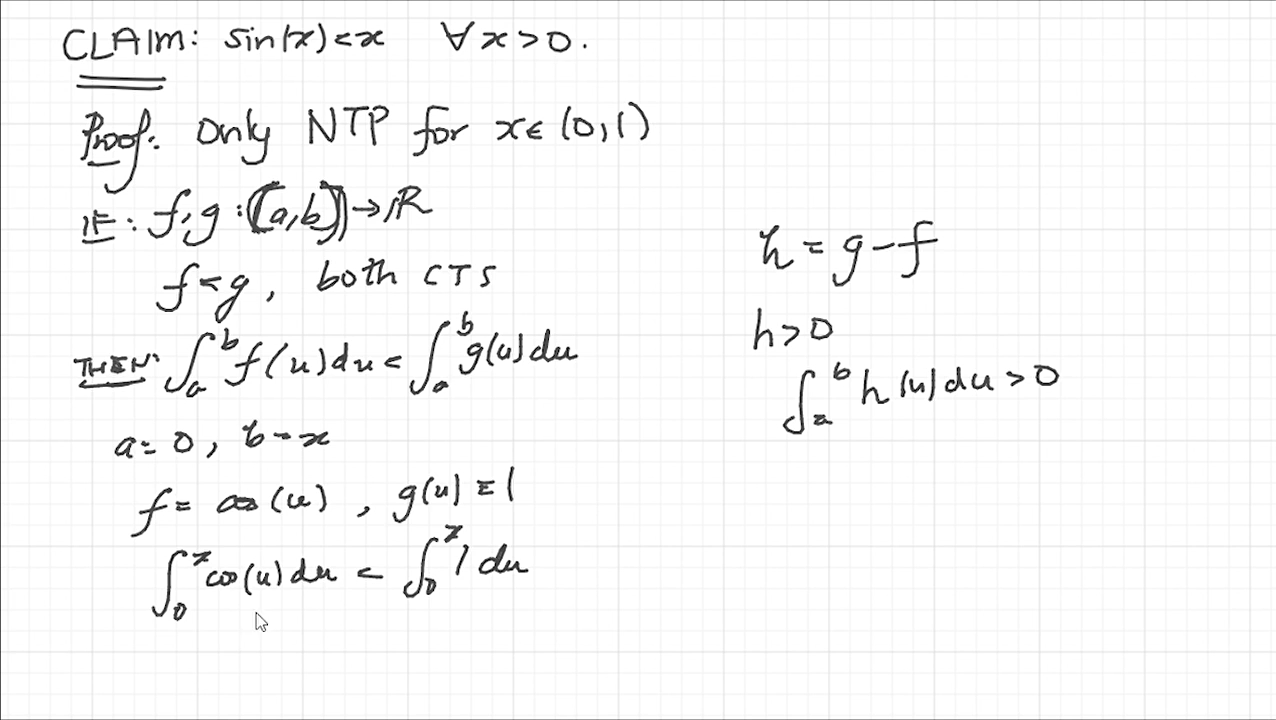 CLAIM: sin(x)<x ∀x>0.
Proof: Only NTP for x∈(0,1)
IF: f,g:[a,b]→ℝ
f<g, both CTS
THEN: ∫_a^b f(u)du < ∫_a^b g(u)du
a=0, b=x
f=cos(u), g(u)≡1
∫_0^x cos(u)du < ∫_0^x 1 du
h=g-f
h>0
∫_a^b h(u)du>0